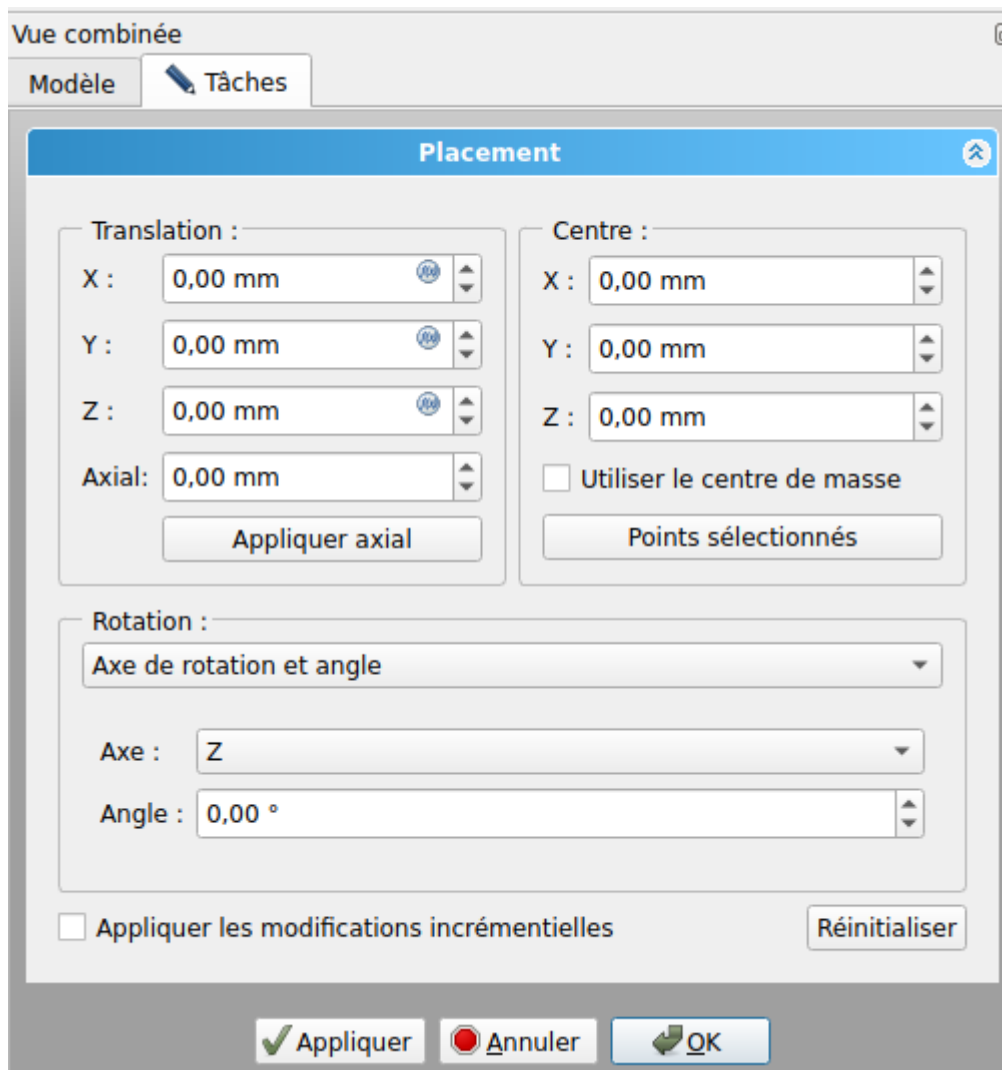 Vue combinée
Modèle
Tâches
Placement
Translation :
X : 0,00 mm
Y : 0,00 mm
Z : 0,00 mm
Axial: 0,00 mm
Appliquer axial
Centre :
X : 0,00 mm
Y : 0,00 mm
Z : 0,00 mm
Utiliser le centre de masse
Points sélectionnés
Rotation :
Axe de rotation et angle
Axe : Z
Angle : 0,00 °
Appliquer les modifications incrémentielles
Réinitialiser
Appliquer
Annuler
OK